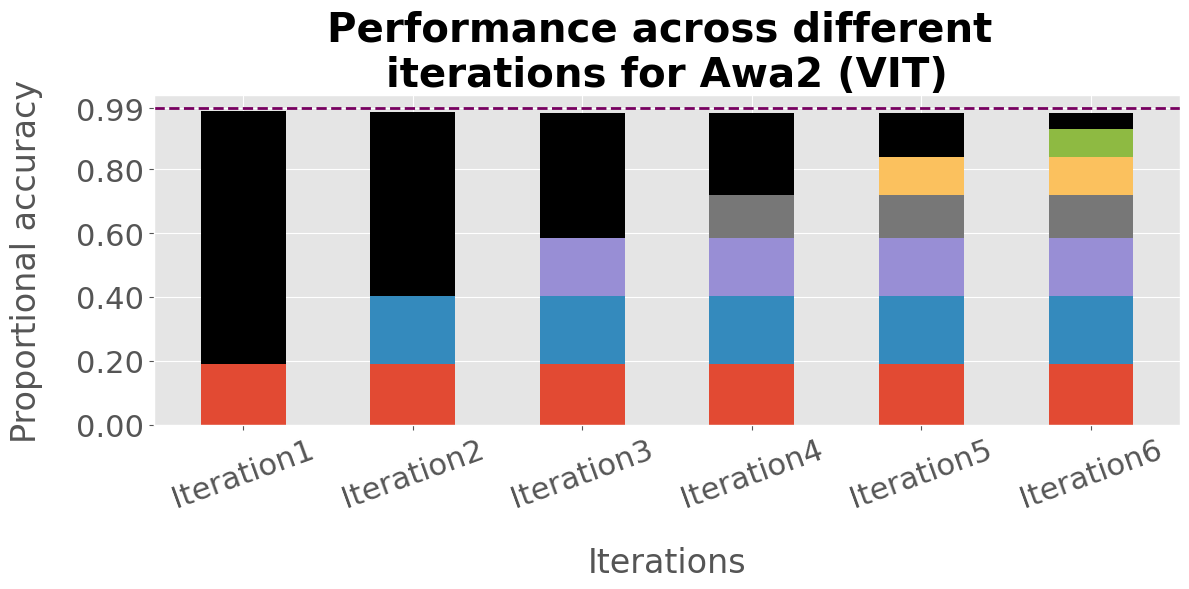 Performance across different
iterations for Awa2 (VIT)
Proportional accuracy
0.99
0.80
0.60
0.40
0.20
0.00
Iteration1
Iteration2
Iteration3
Iteration4
Iteration5
Iteration6
Iterations